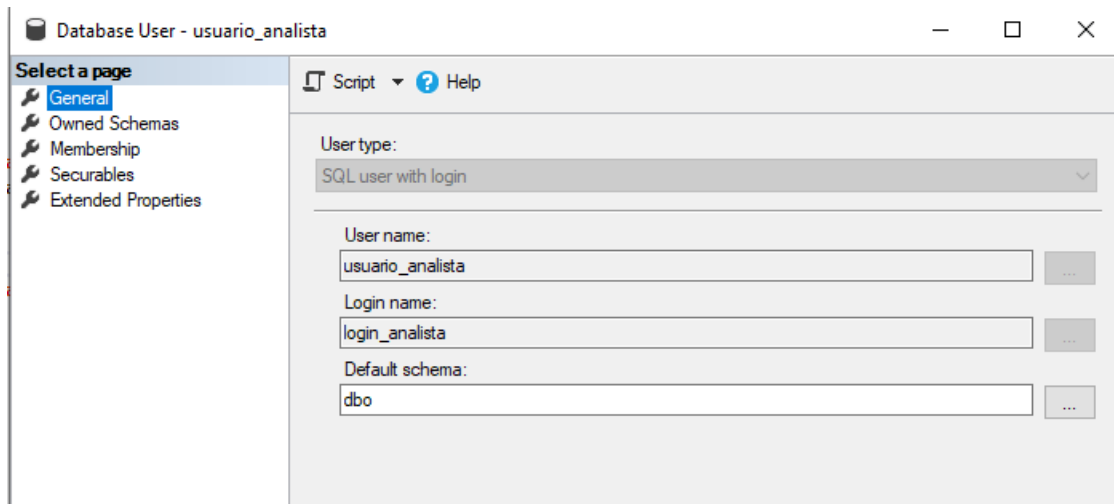 Database User - usuario_analista
Select a page
General
Owned Schemas
Membership
Securables
Extended Properties
Script
Help
User type:
SQL user with login
User name:
usuario_analista
...
Login name:
login_analista
...
Default schema:
dbo
...